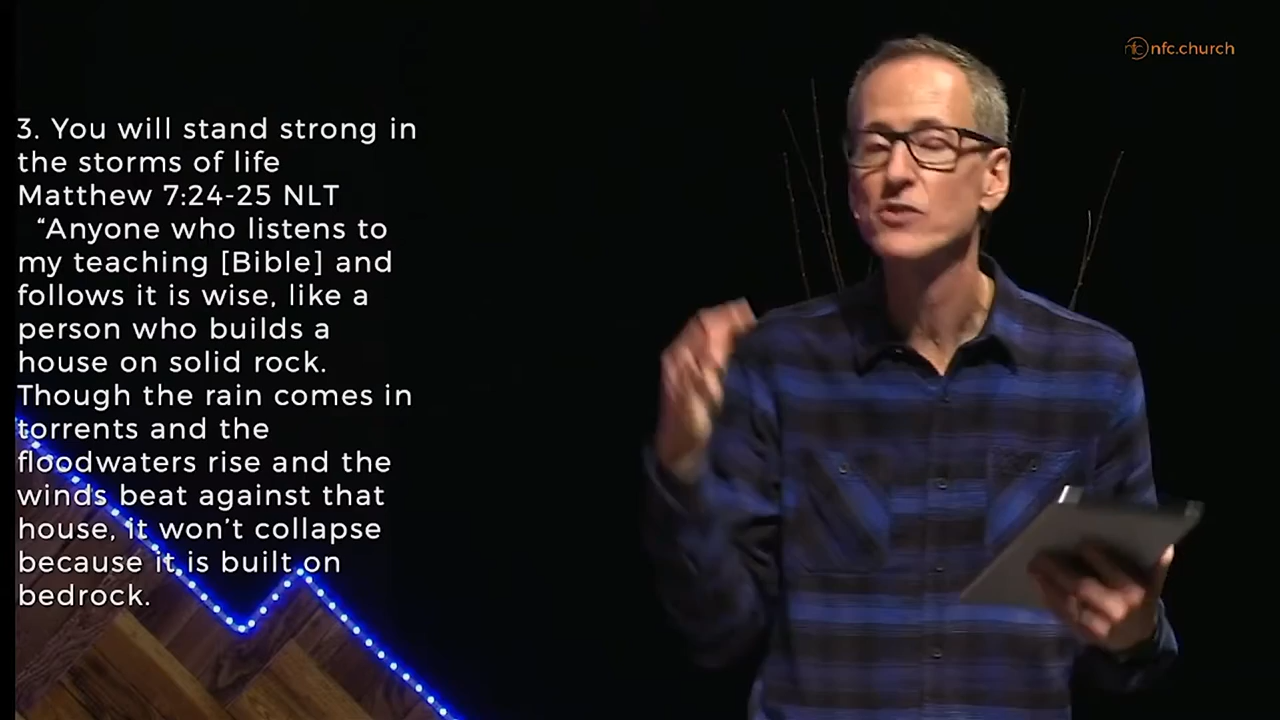 nfc nfc.church
3. You will stand strong in
the storms of life
Matthew 7:24-25 NLT
“Anyone who listens to
my teaching [Bible] and
follows it is wise, like a
person who builds a
house on solid rock.
Though the rain comes in
torrents and the
floodwaters rise and the
winds beat against that
house, it won’t collapse
because it is built on
bedrock.